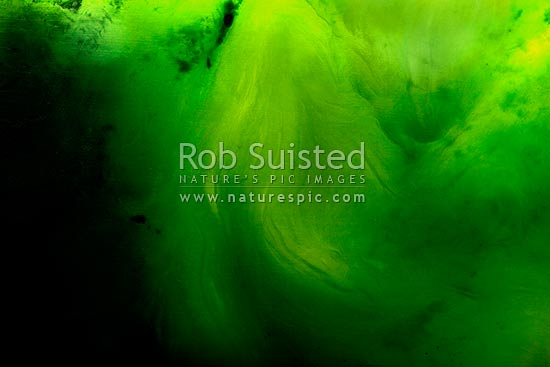 Rob Suisted
NATURE'S PIC IMAGES
www.naturespic.com